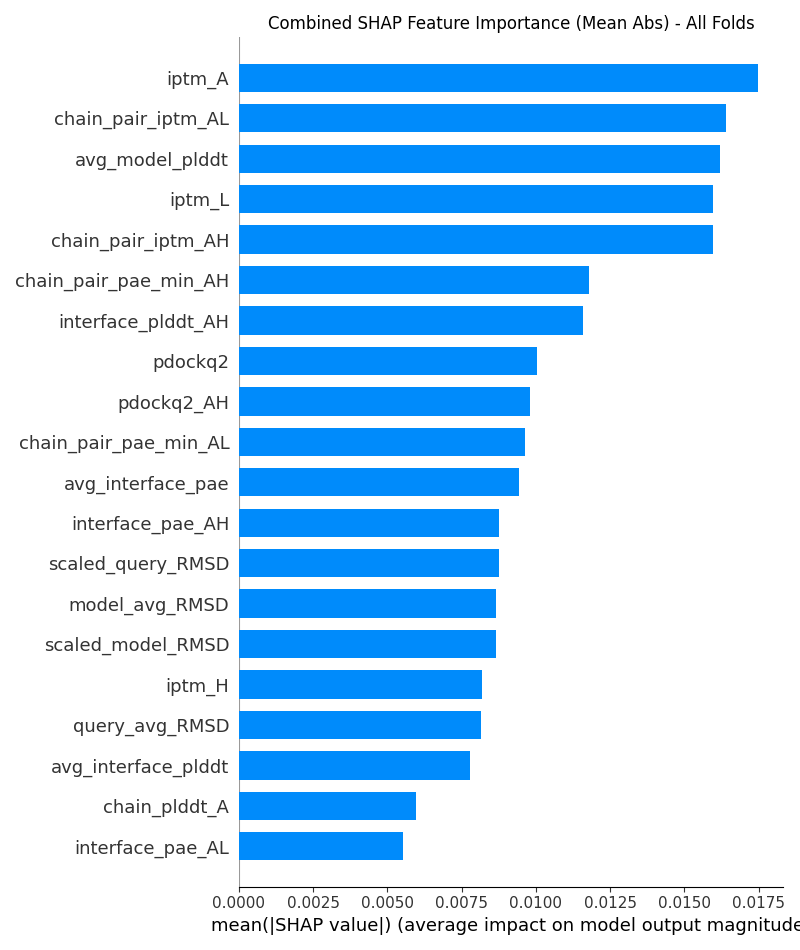 Combined SHAP Feature Importance (Mean Abs) - All Folds
iptm_A
chain_pair_iptm_AL
avg_model_plddt
iptm_L
chain_pair_iptm_AH
chain_pair_pae_min_AH
interface_plddt_AH
pdockq2
pdockq2_AH
chain_pair_pae_min_AL
avg_interface_pae
interface_pae_AH
scaled_query_RMSD
model_avg_RMSD
scaled_model_RMSD
iptm_H
query_avg_RMSD
avg_interface_plddt
chain_plddt_A
interface_pae_AL
0.0000 0.0025 0.0050 0.0075 0.0100 0.0125 0.0150 0.0175
mean(|SHAP value|) (average impact on model output magnitude